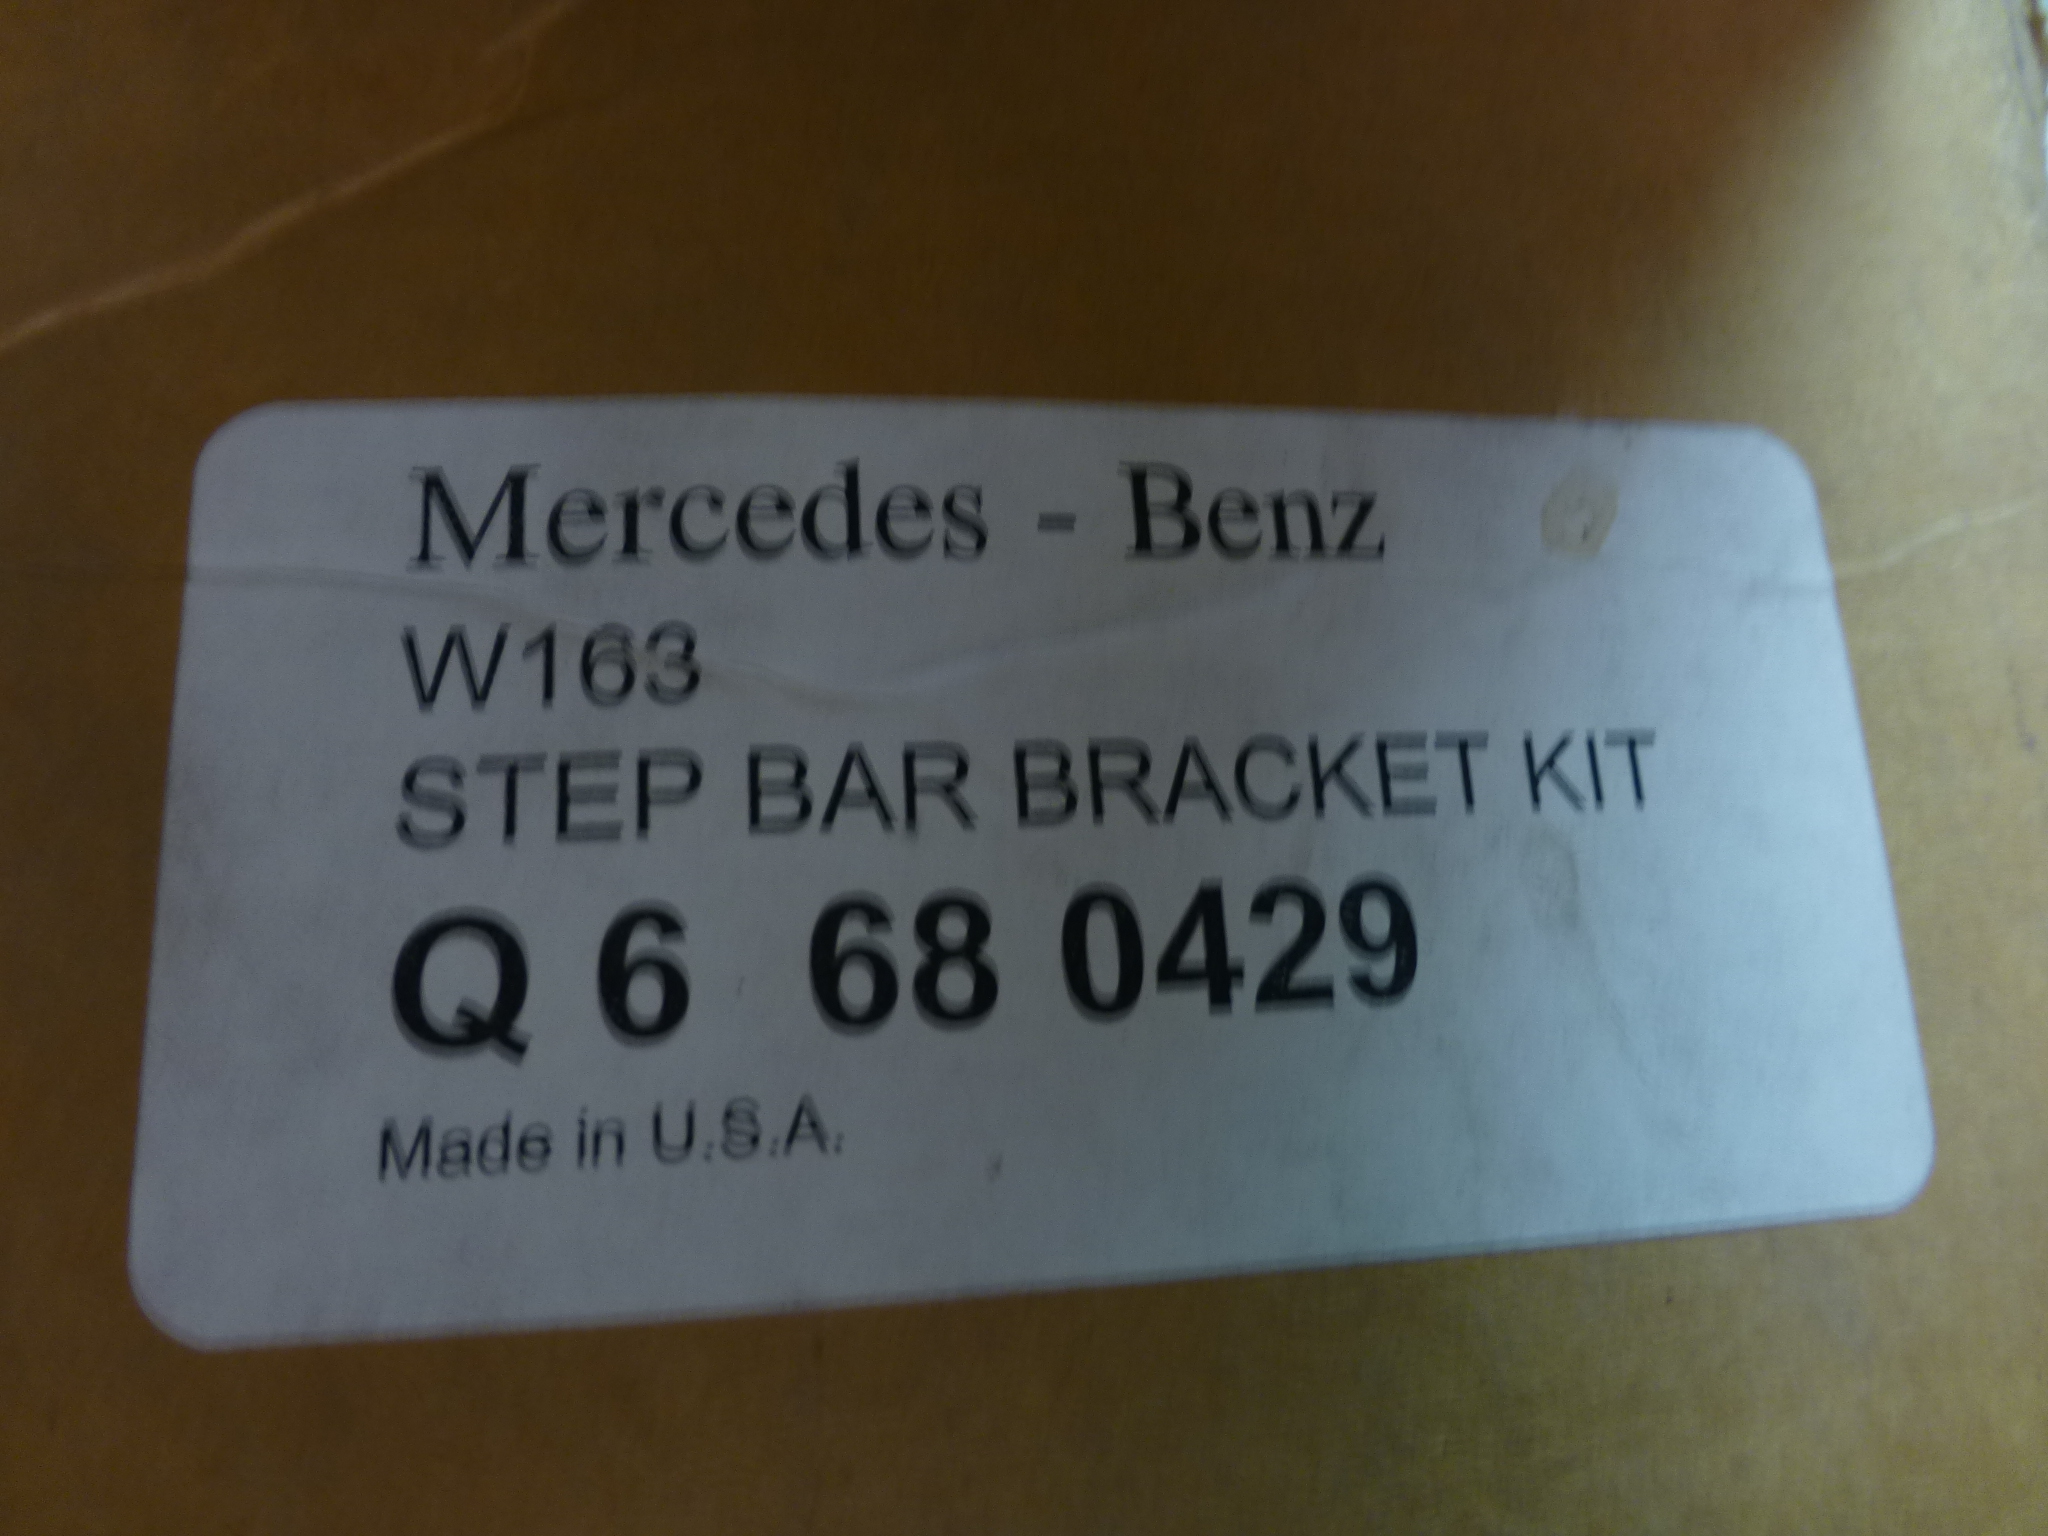 Mercedes - Benz
W163
STEP BAR BRACKET KIT
Q 6 68 0429
Made in U.S.A.